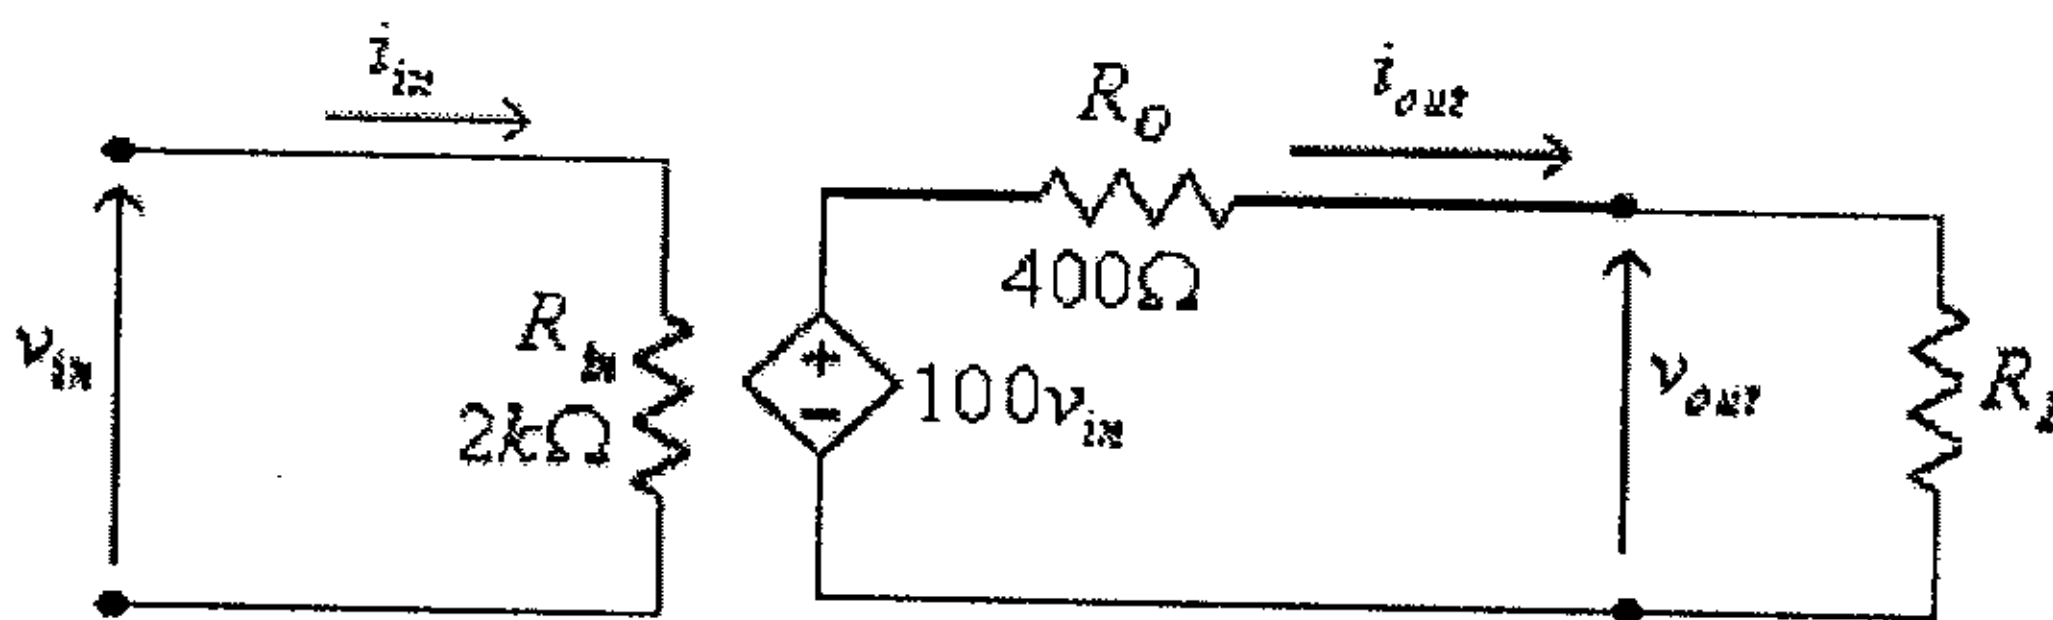 i_in
R_O
i_out
400Ω
v_in
R_in
2kΩ
+
−
100v_in
v_out